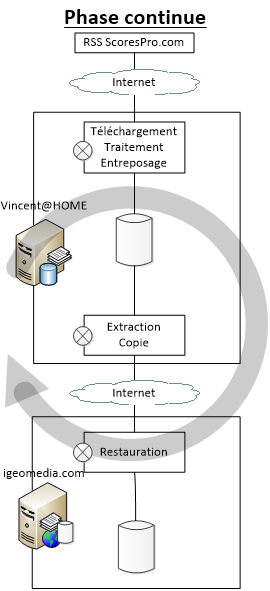 Phase continue
RSS ScoresPro.com
Internet
Téléchargement
Traitement
Entreposage
Vincent@HOME
Extraction
Copie
Internet
Restauration
igeomedia.com